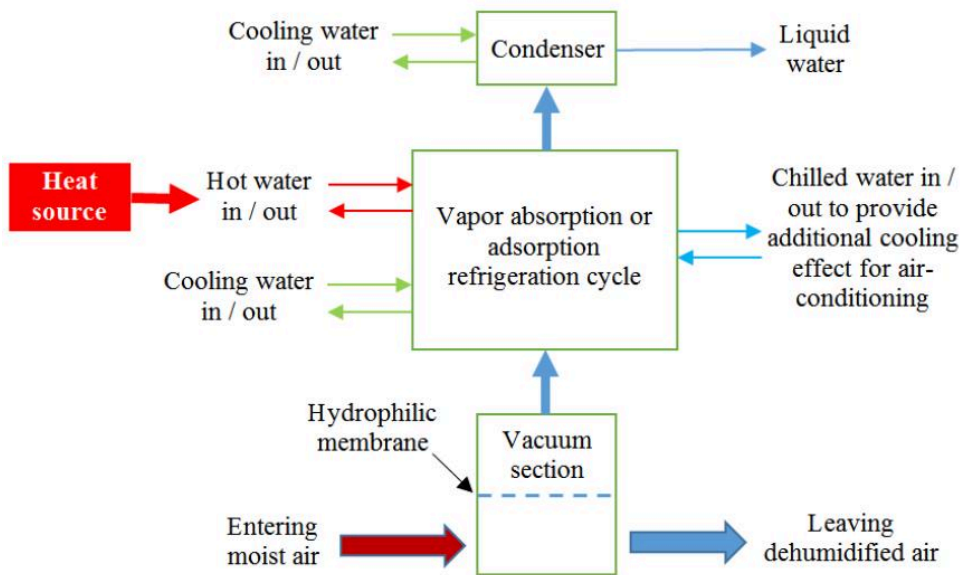 Cooling water
in / out
Condenser
Liquid
water
Heat
source
Hot water
in / out
Cooling water
in / out
Vapor absorption or
adsorption
refrigeration cycle
Chilled water in /
out to provide
additional cooling
effect for air-
conditioning
Hydrophilic
membrane
Vacuum
section
Entering
moist air
Leaving
dehumidified air